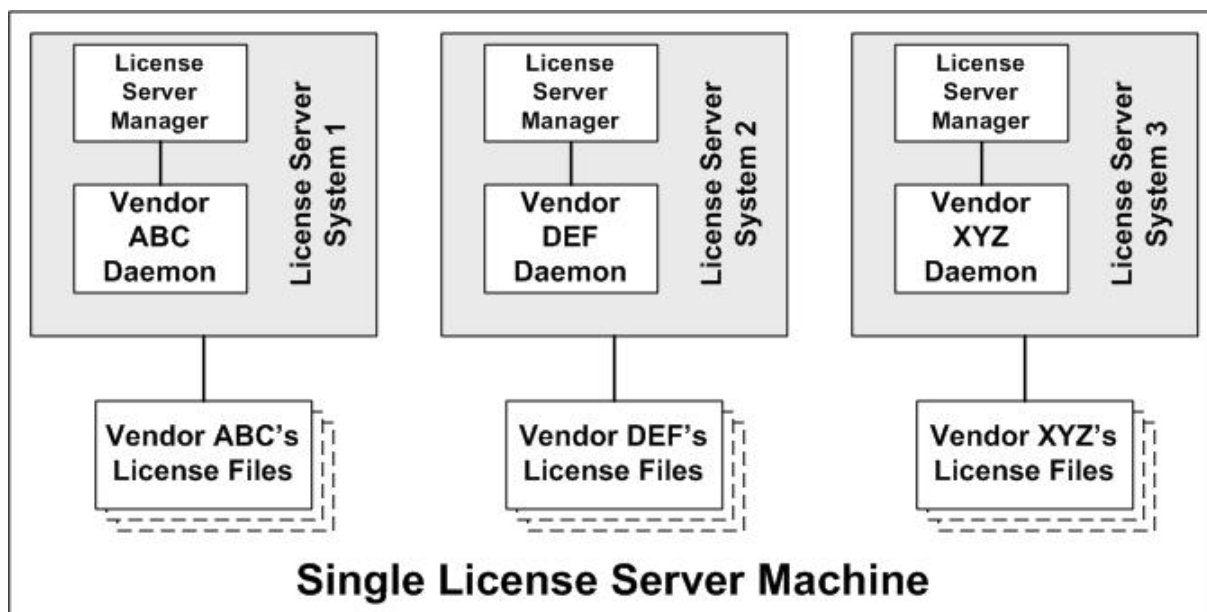 License
Server
Manager
Vendor
ABC
Daemon
License Server
System 1
Vendor ABC's
License Files
License
Server
Manager
Vendor
DEF
Daemon
License Server
System 2
Vendor DEF's
License Files
License
Server
Manager
Vendor
XYZ
Daemon
License Server
System 3
Vendor XYZ's
License Files
Single License Server Machine